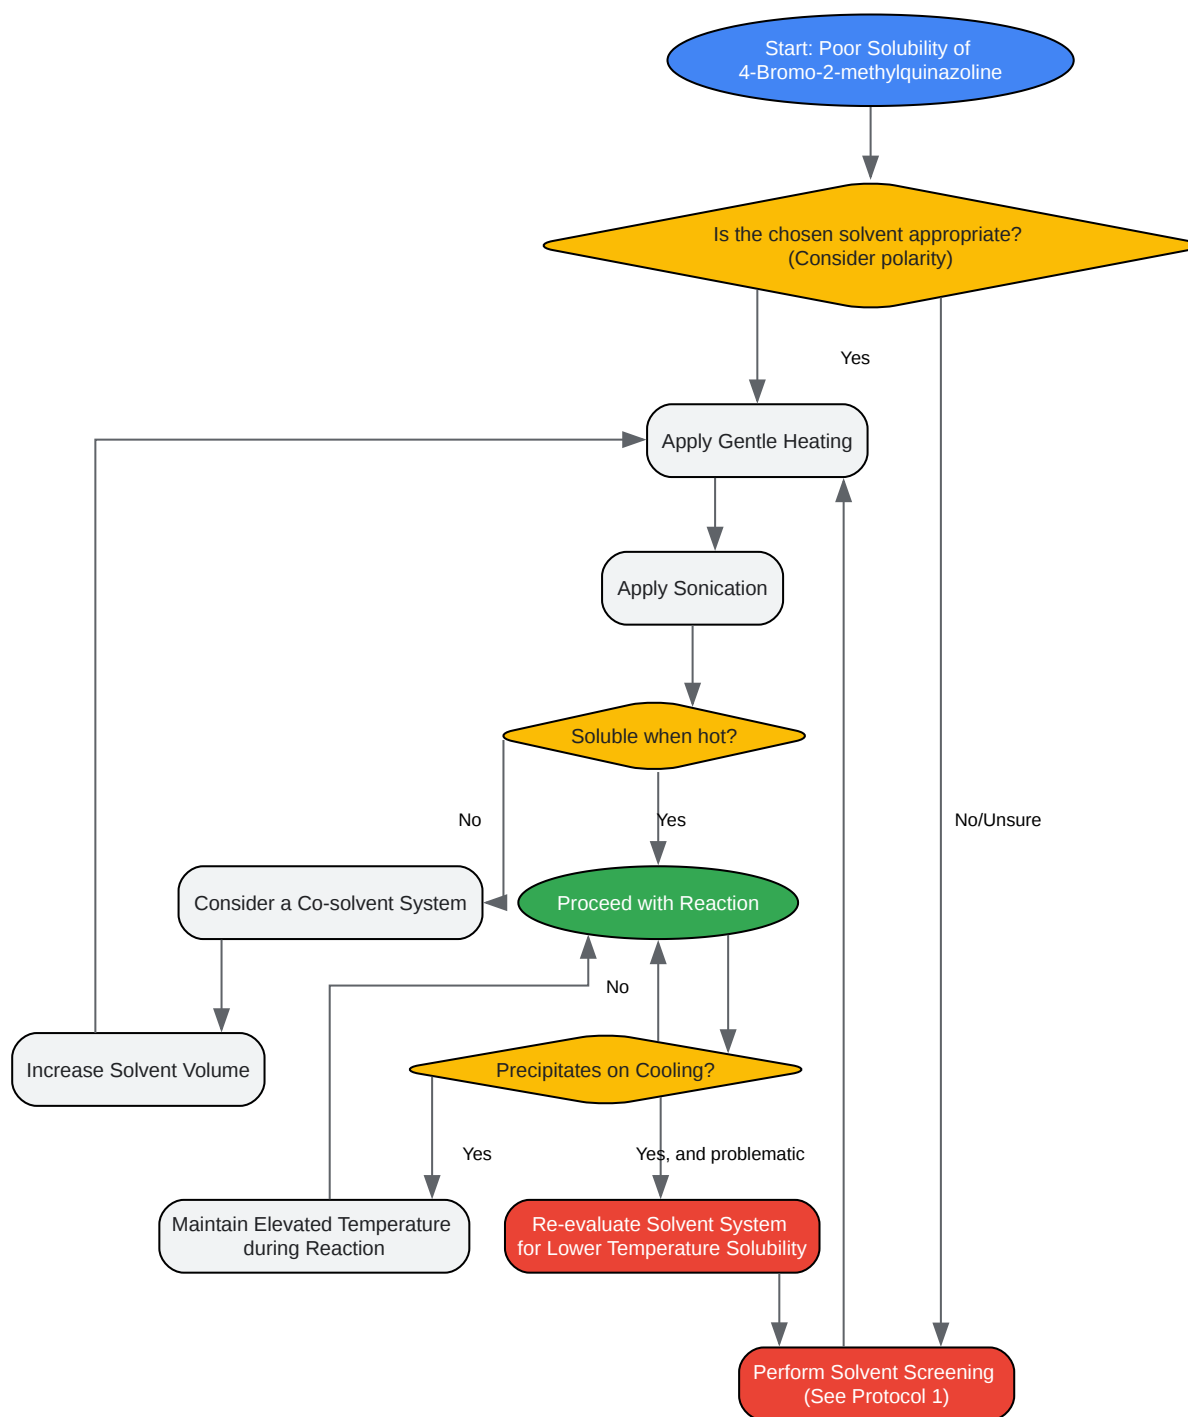 Start: Poor Solubility of
4-Bromo-2-methylquinazoline
Is the chosen solvent appropriate?
(Consider polarity)
Yes
Apply Gentle Heating
Apply Sonication
Soluble when hot?
No
Yes
No/Unsure
Consider a Co-solvent System
Proceed with Reaction
No
Increase Solvent Volume
Precipitates on Cooling?
Yes
Yes, and problematic
Maintain Elevated Temperature
during Reaction
Re-evaluate Solvent System
for Lower Temperature Solubility
Perform Solvent Screening
(See Protocol 1)